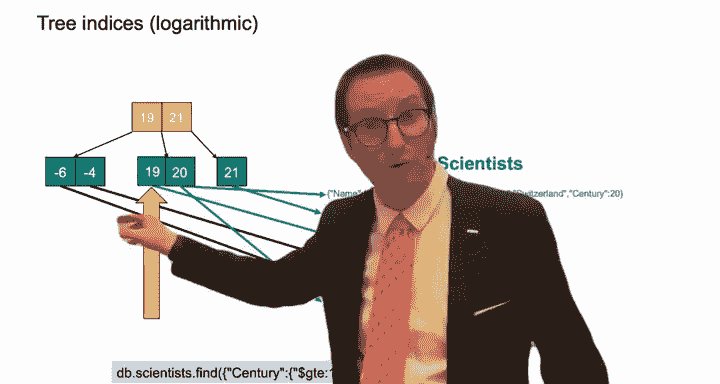 Tree indices (logarithmic)
19 21
-6 -4 19 20 21
Scientists
{"Name" "Switzerland","Century":20)
db.scientists.find({"Century":{"$gte: